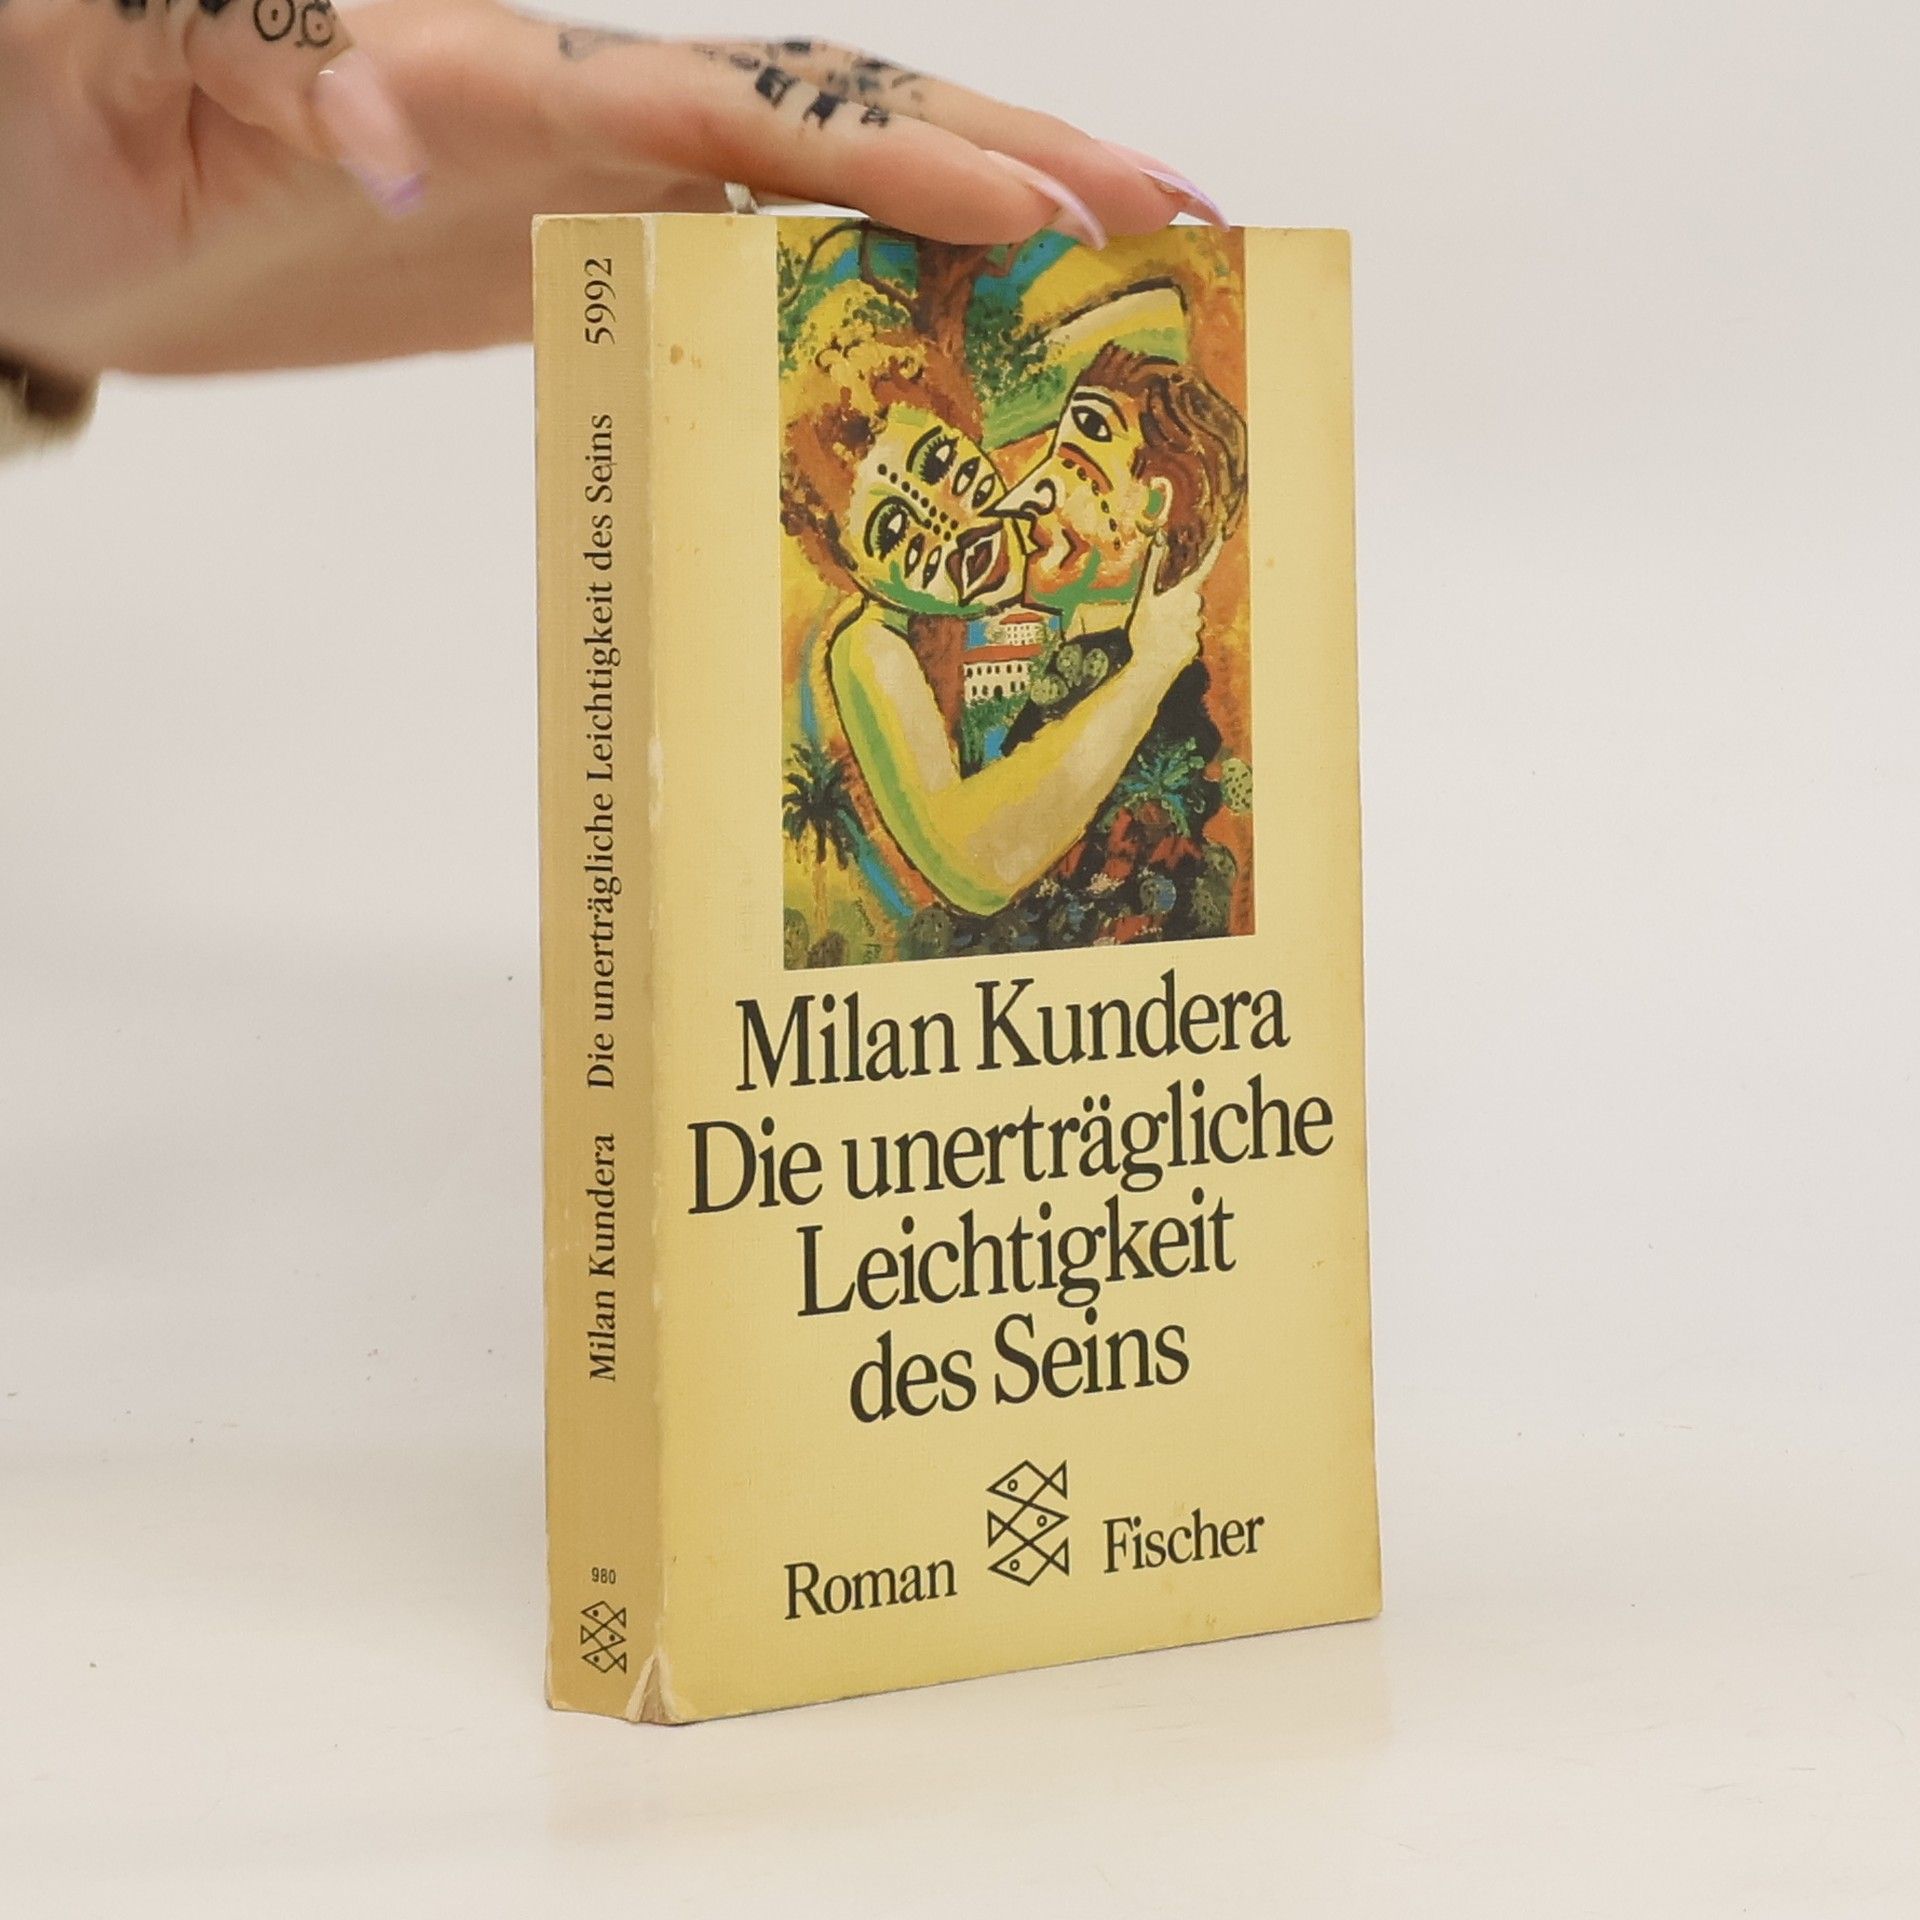 Milan Kundera Die unerträgliche Leichtigkeit des Seins 5992
980
Milan Kundera
Die unerträgliche
Leichtigkeit
des Seins
Roman Fischer